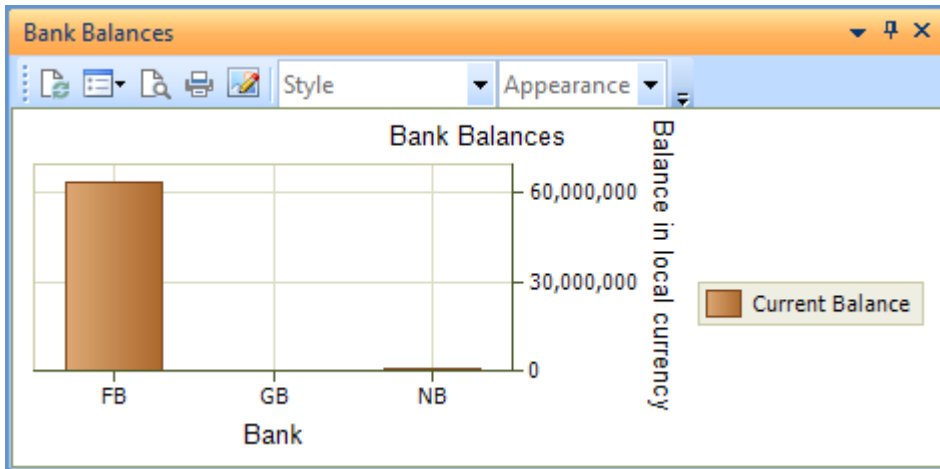 Bank Balances
Style
Appearance
Bank Balances
60,000,000
30,000,000
0
Balance in local currency
Current Balance
FB
GB
NB
Bank